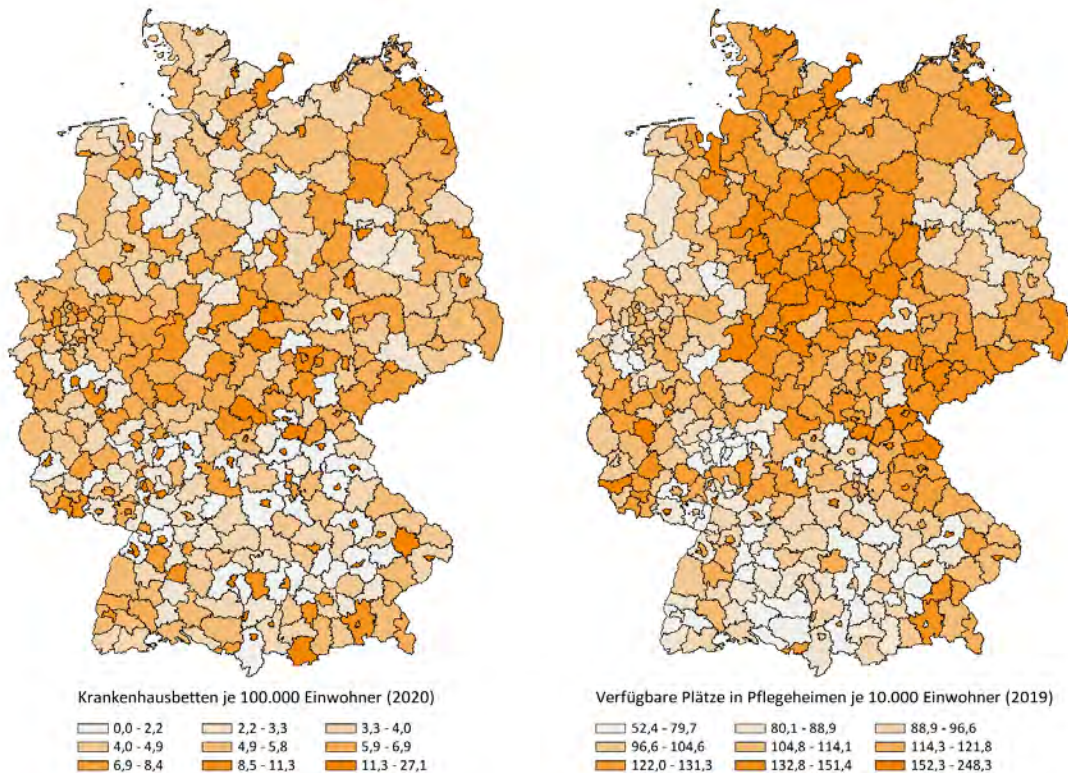 Krankenhausbetten je 100.000 Einwohner (2020)
0,0 - 2,2 2,2 - 3,3 3,3 - 4,0
4,0 - 4,9 4,9 - 5,8 5,9 - 6,9
6,9 - 8,4 8,5 - 11,3 11,3 - 27,1
Verfügbare Plätze in Pflegeheimen je 10.000 Einwohner (2019)
52,4 - 79,7 80,1 - 88,9 88,9 - 96,6
96,6 - 104,6 104,8 - 114,1 114,3 - 121,8
122,0 - 131,3 132,8 - 151,4 152,3 - 248,3